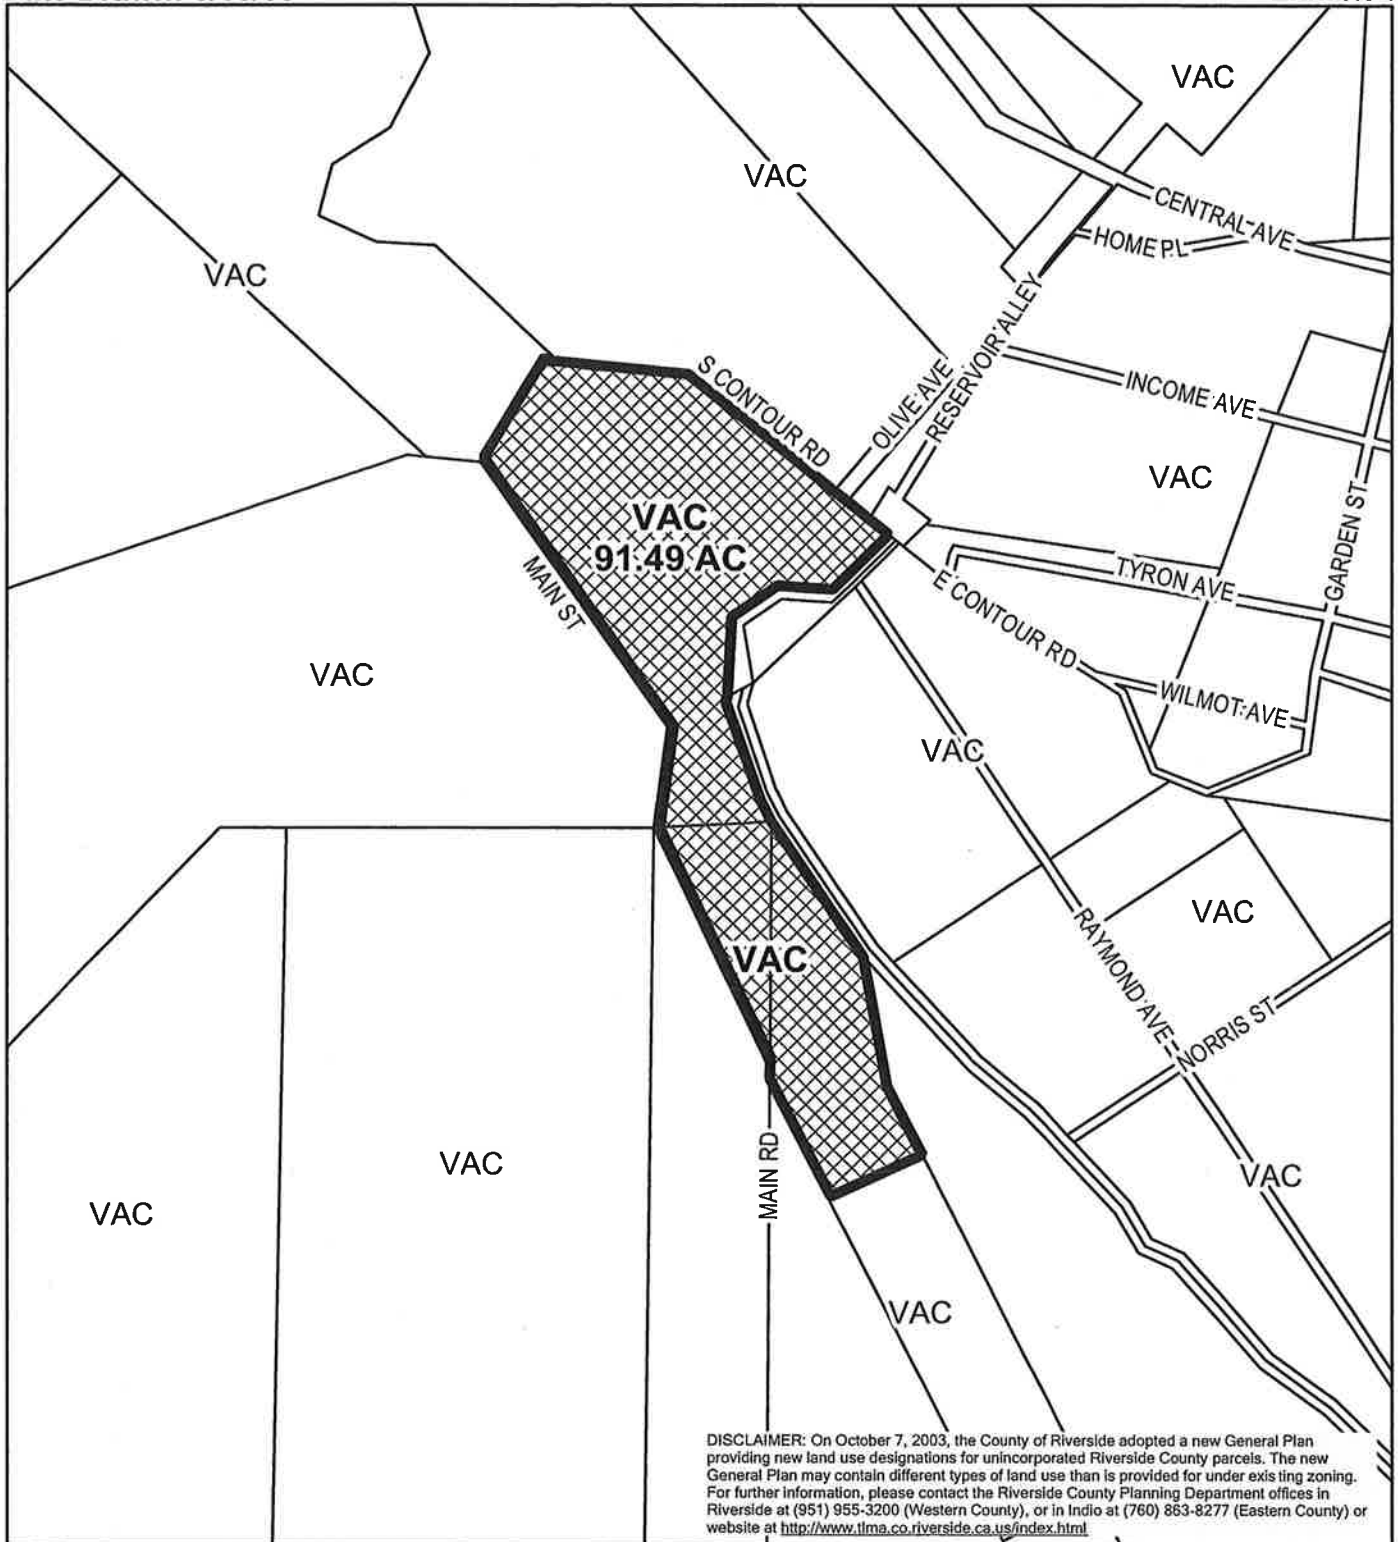 VAC
VAC
CENTRAL AVE
HOME PL
VAC
RESERVOIR ALLEY
S CONTOUR RD
OLIVE AVE
INCOME AVE
VAC
VAC
91.49 AC
GARDEN ST
MAIN ST
TYRON AVE
E CONTOUR RD
VAC
WILMOT AVE
VAC
VAC
RAYMOND AVE
VAC
NORRIS ST
VAC
MAIN RD
VAC
VAC
VAC
DISCLAIMER: On October 7, 2003, the County of Riverside adopted a new General Plan
providing new land use designations for unincorporated Riverside County parcels. The new
General Plan may contain different types of land use than is provided for under existing zoning.
For further information, please contact the Riverside County Planning Department offices in
Riverside at (951) 955-3200 (Western County), or in Indio at (760) 863-8277 (Eastern County) or
website at http://www.tlma.co.riverside.ca.us/index.html